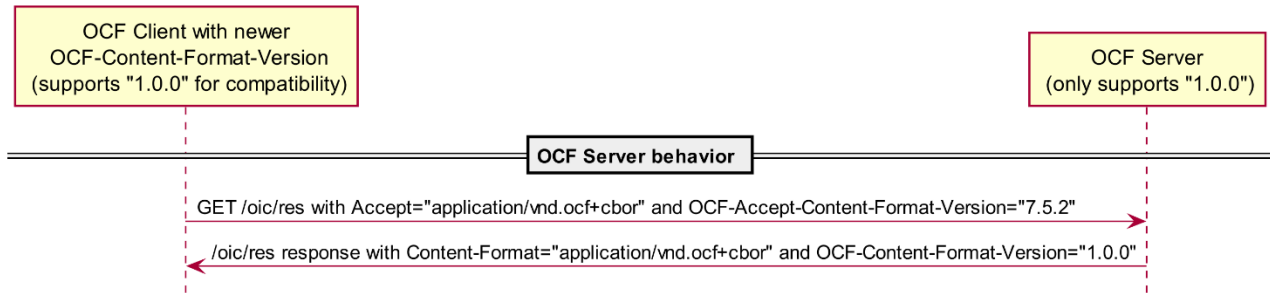 OCF Client with newer
OCF-Content-Format-Version
(supports "1.0.0" for compatibility)
OCF Server
(only supports "1.0.0")
OCF Server behavior
GET /oic/res with Accept="application/vnd.ocf+cbor" and OCF-Accept-Content-Format-Version="7.5.2"
/oic/res response with Content-Format="application/vnd.ocf+cbor" and OCF-Content-Format-Version="1.0.0"